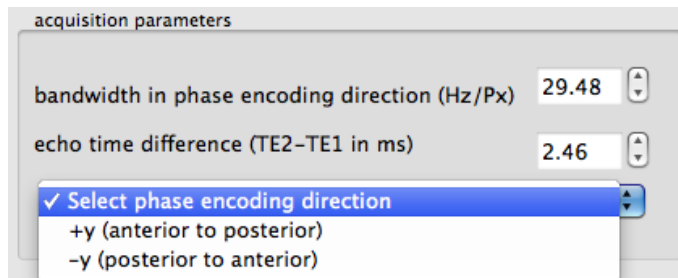 acquisition parameters
bandwidth in phase encoding direction (Hz/Px) 29.48
echo time difference (TE2-TE1 in ms) 2.46
✓ Select phase encoding direction
+y (anterior to posterior)
-y (posterior to anterior)